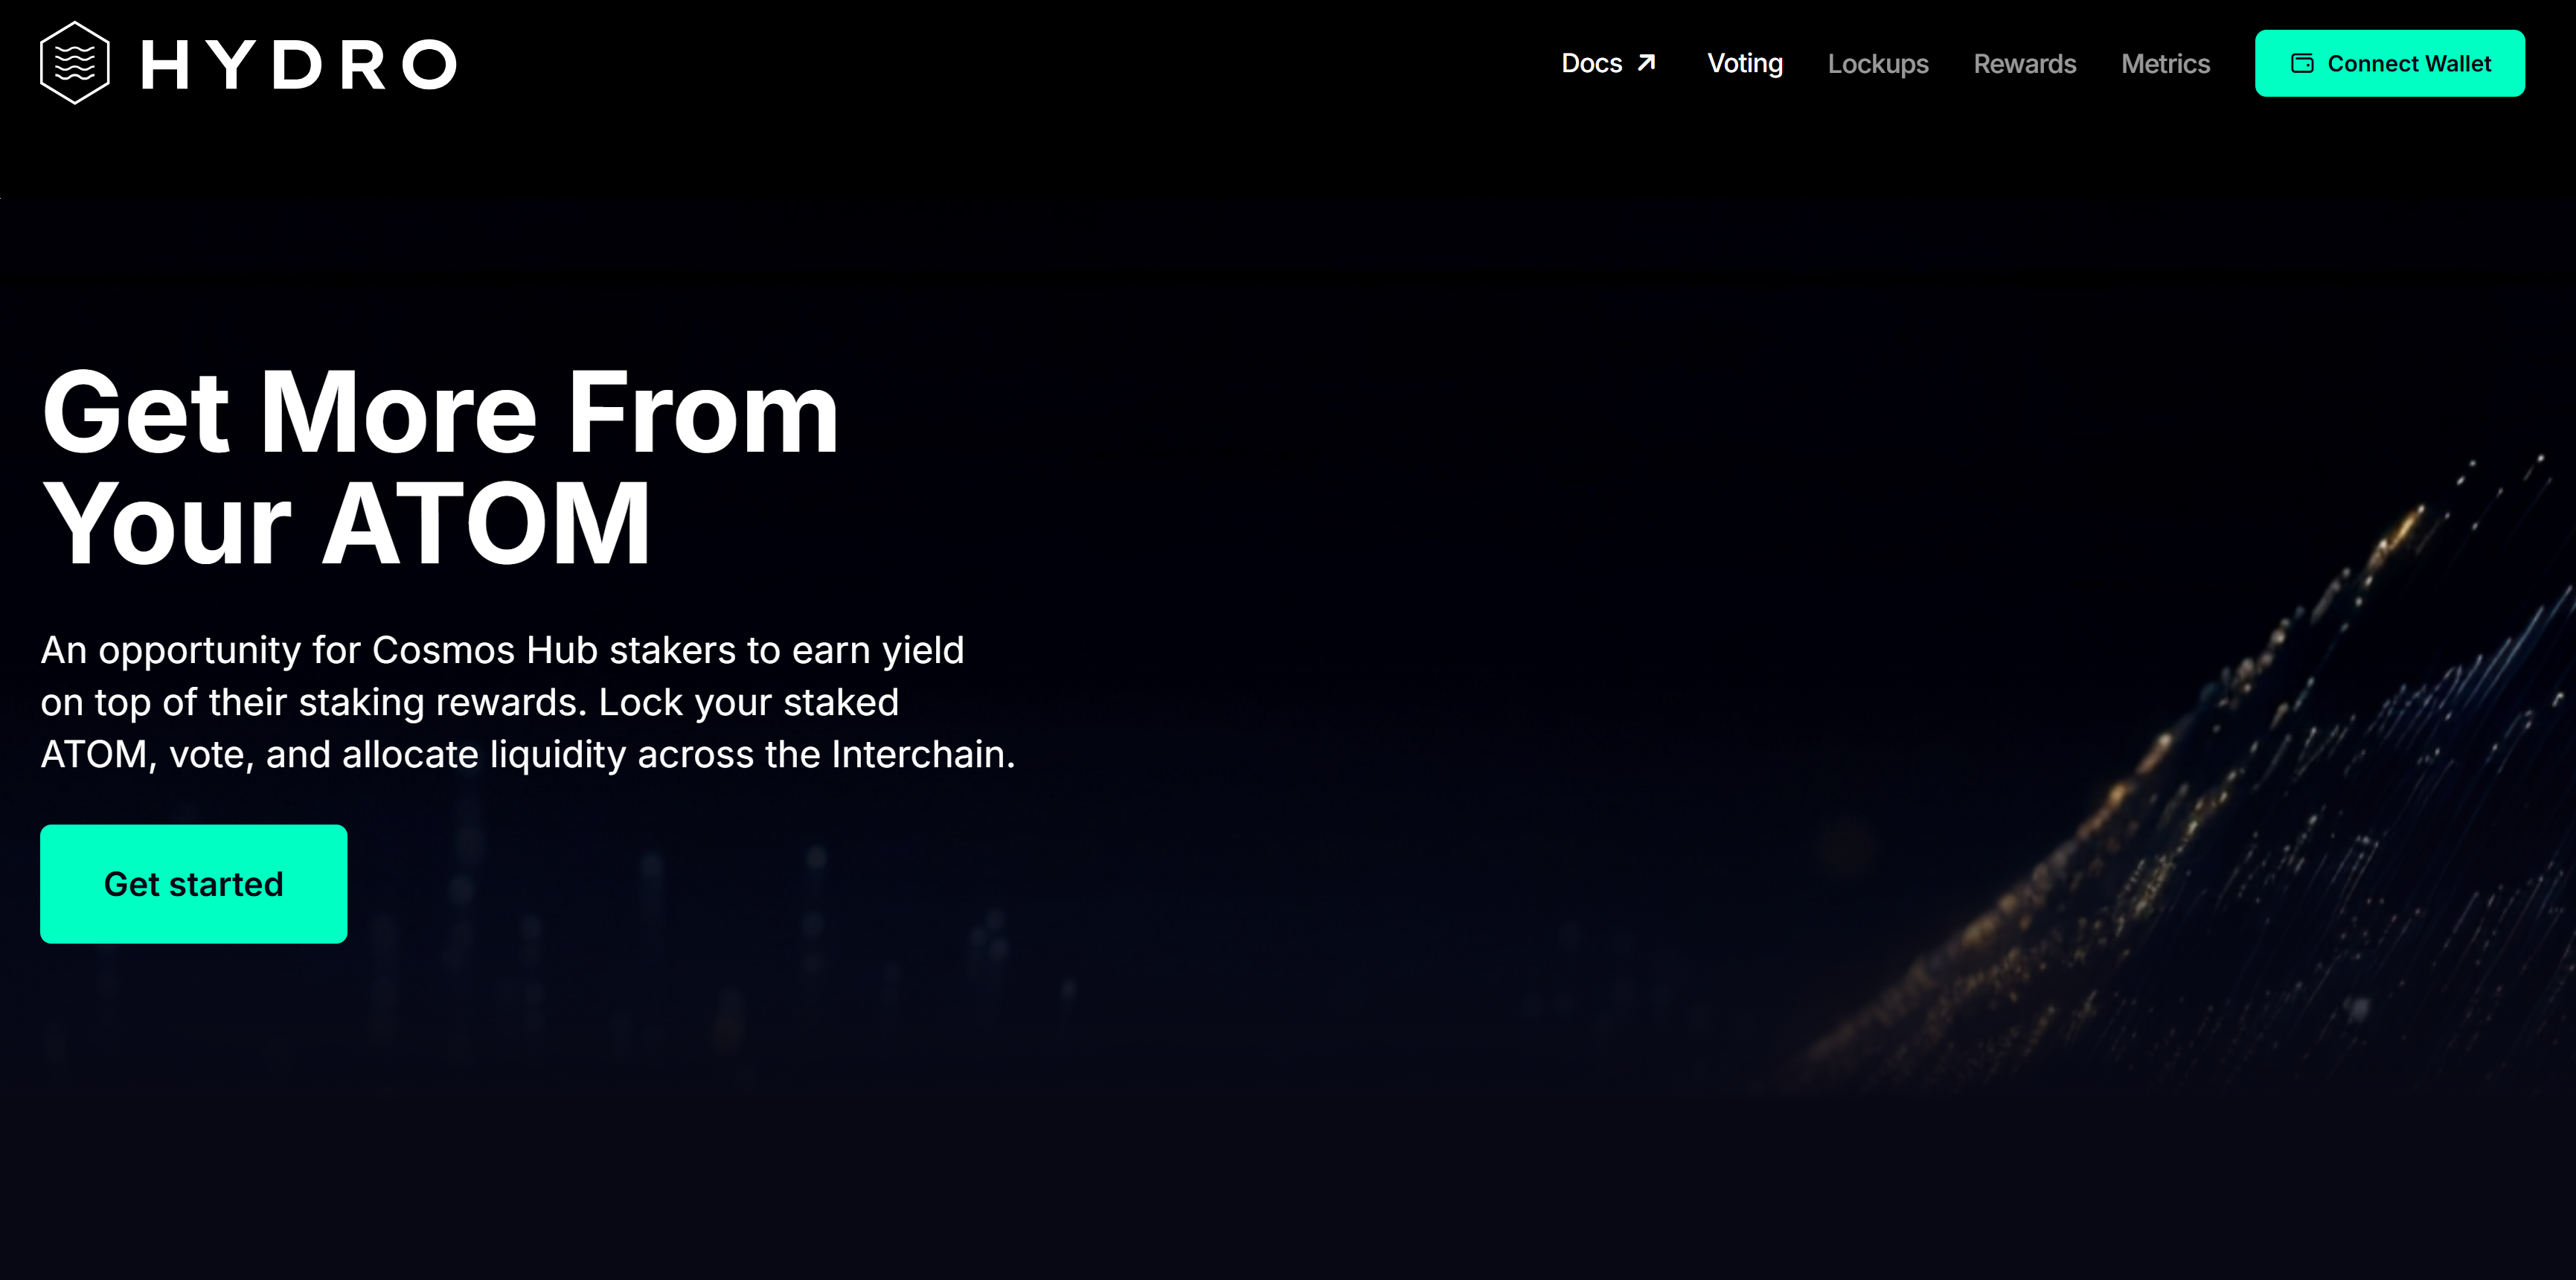 HYDRO
Docs
Voting
Lockups
Rewards
Metrics
Connect Wallet
Get More From
Your ATOM
An opportunity for Cosmos Hub stakers to earn yield
on top of their staking rewards. Lock your staked
ATOM, vote, and allocate liquidity across the Interchain.
Get started